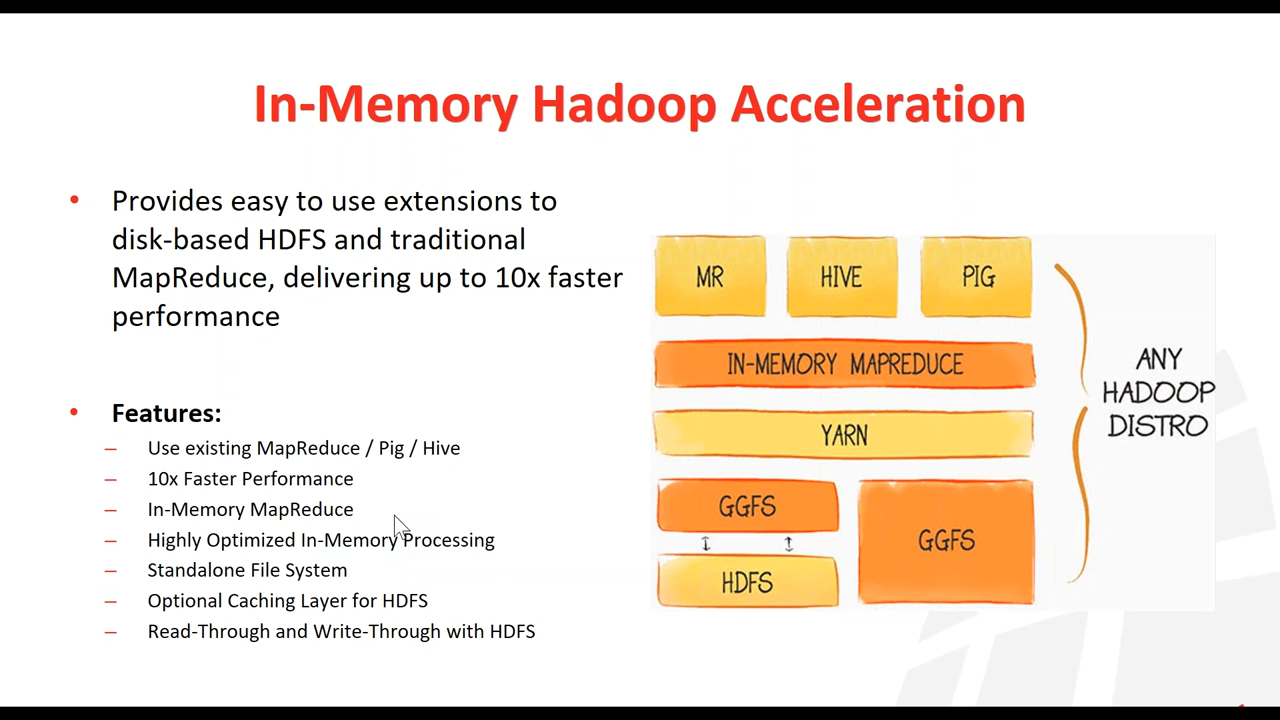 In-Memory Hadoop Acceleration
• Provides easy to use extensions to
disk-based HDFS and traditional
MapReduce, delivering up to 10x faster
performance
• Features:
– Use existing MapReduce / Pig / Hive
– 10x Faster Performance
– In-Memory MapReduce
– Highly Optimized In-Memory Processing
– Standalone File System
– Optional Caching Layer for HDFS
– Read-Through and Write-Through with HDFS
MR HIVE PIG
IN-MEMORY MAPREDUCE
YARN
GGFS
HDFS
GGFS
ANY
HADOOP
DISTRO